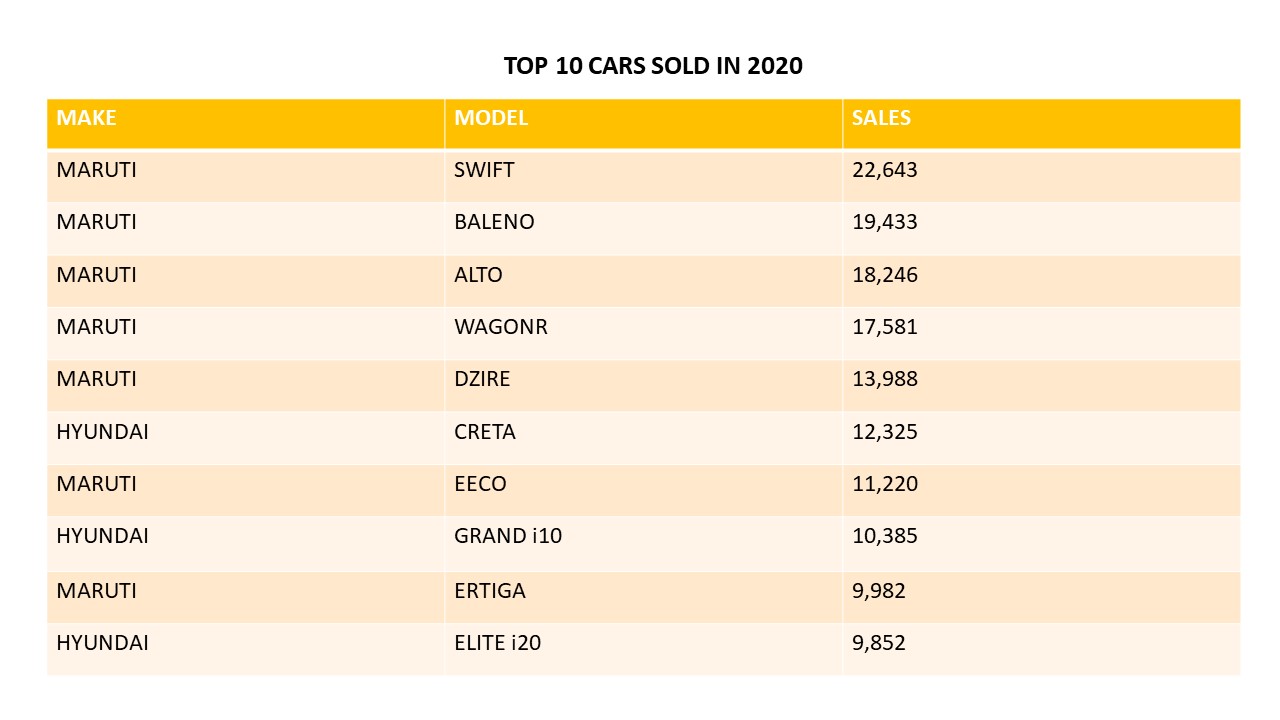 TOP 10 CARS SOLD IN 2020
MAKE MODEL SALES
MARUTI SWIFT 22,643
MARUTI BALENO 19,433
MARUTI ALTO 18,246
MARUTI WAGONR 17,581
MARUTI DZIRE 13,988
HYUNDAI CRETA 12,325
MARUTI EECO 11,220
HYUNDAI GRAND i10 10,385
MARUTI ERTIGA 9,982
HYUNDAI ELITE i20 9,852